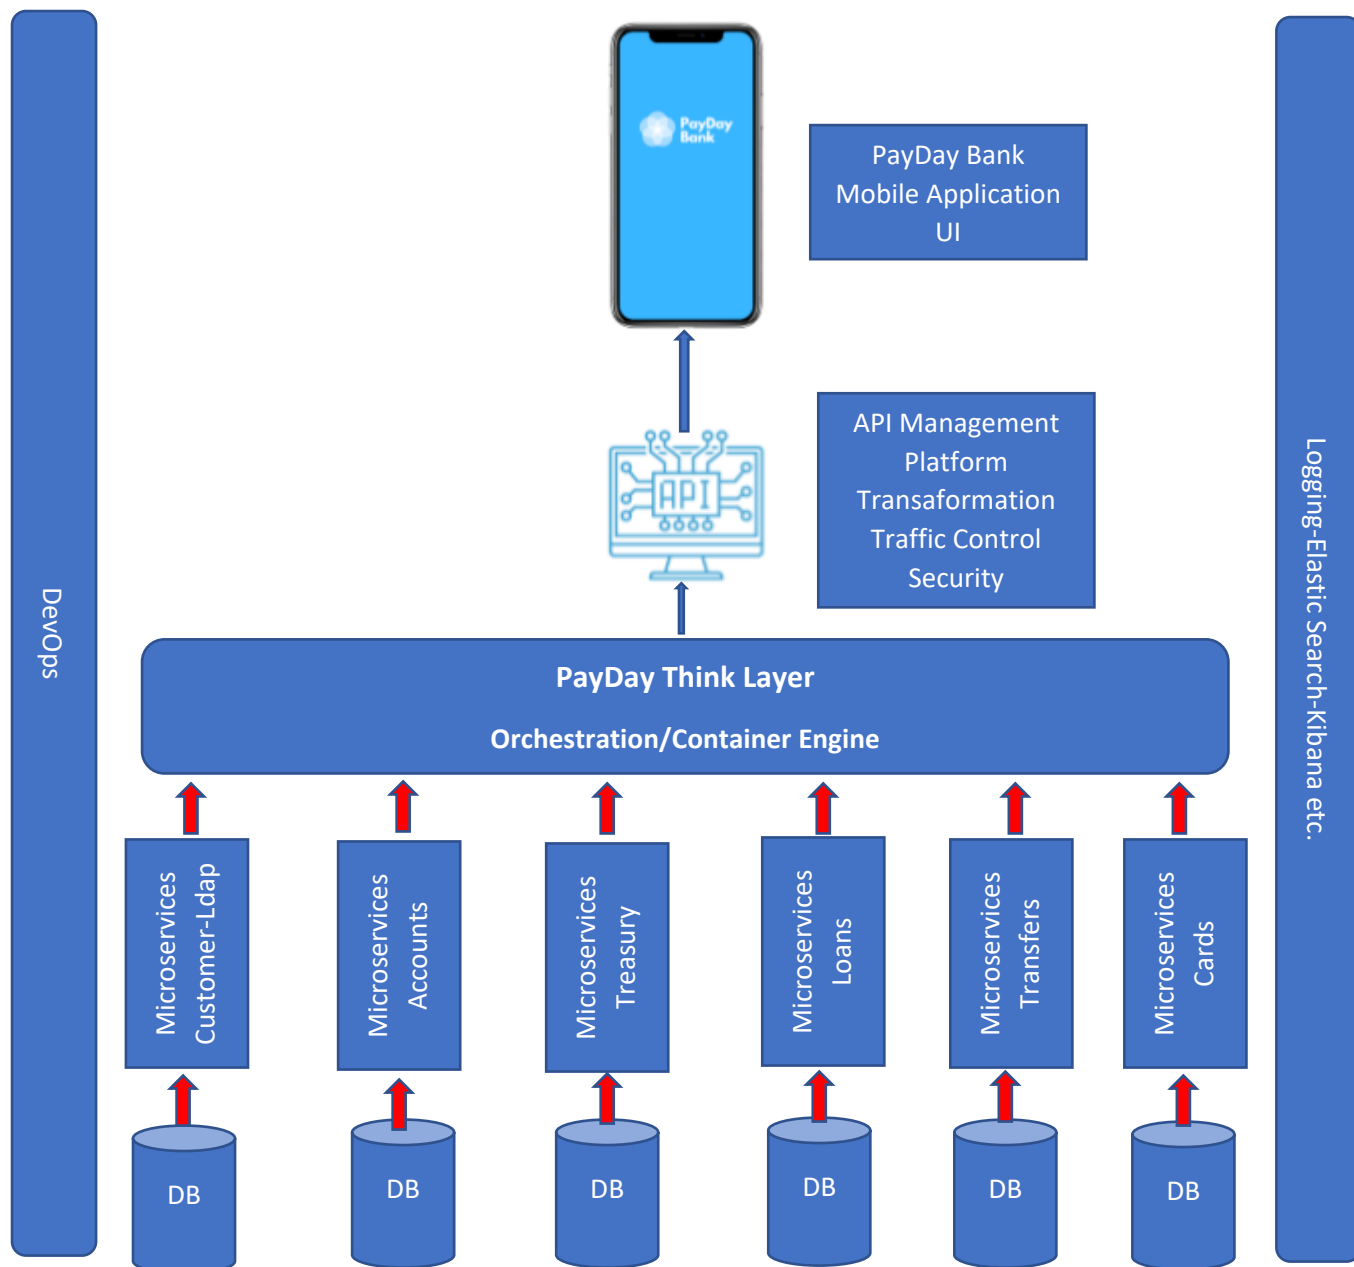 PayDay
Bank
PayDay Bank
Mobile Application
UI
API Management
Platform
Transaformation
Traffic Control
Security
API
DevOps
Logging-Elastic Search-Kibana etc.
PayDay Think Layer
Orchestration/Container Engine
Microservices
Customer-Ldap
Microservices
Accounts
Microservices
Treasury
Microservices
Loans
Microservices
Transfers
Microservices
Cards
DB
DB
DB
DB
DB
DB